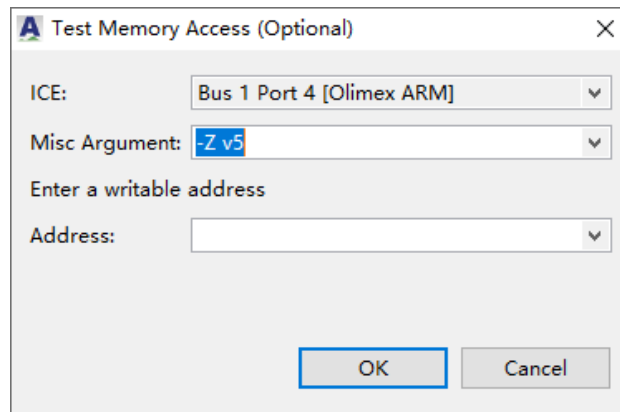 Test Memory Access (Optional)
ICE: Bus 1 Port 4 [Olimex ARM]
Misc Argument: -Z v5
Enter a writable address
Address:
OK Cancel